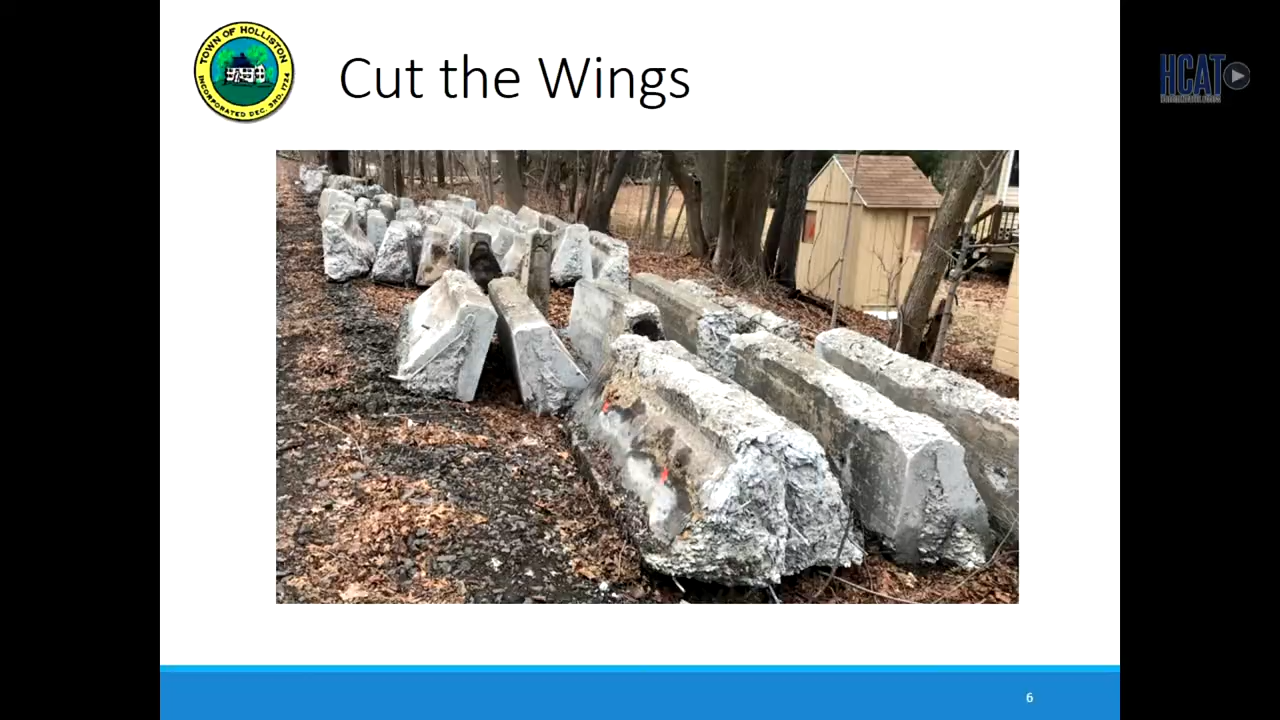 TOWN OF HOLLISTON
INCORPORATED DEC. 3RD. 1724
Cut the Wings
HCAT
6